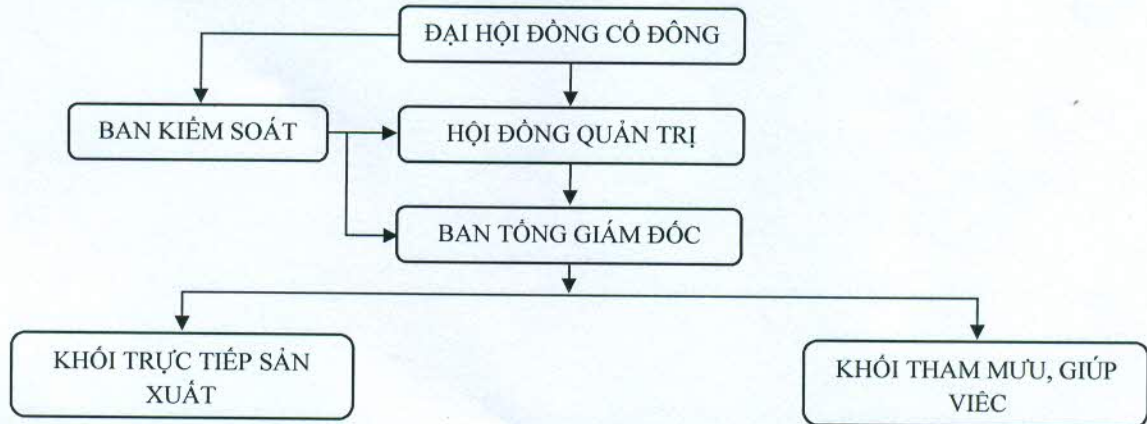 ĐẠI HỘI ĐỒNG CỔ ĐÔNG
BAN KIỂM SOÁT
HỘI ĐỒNG QUẢN TRỊ
BAN TỔNG GIÁM ĐỐC
KHỐI TRỰC TIẾP SẢN
XUẤT
KHỐI THAM MƯU, GIÚP
VIÊC